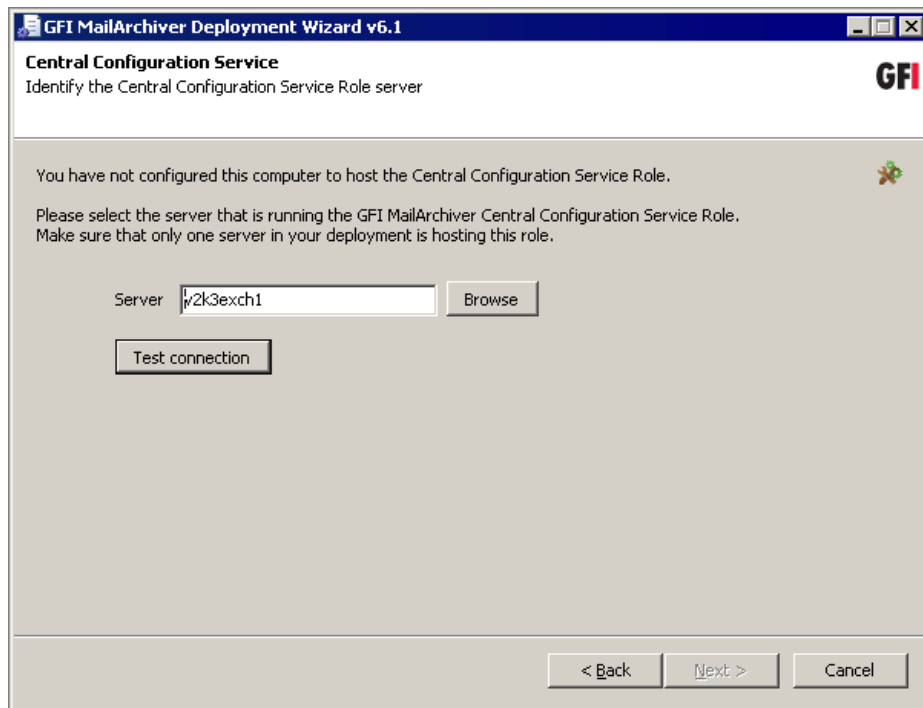 GFI MailArchiver Deployment Wizard v6.1
Central Configuration Service
Identify the Central Configuration Service Role server
GFI
You have not configured this computer to host the Central Configuration Service Role.
Please select the server that is running the GFI MailArchiver Central Configuration Service Role.
Make sure that only one server in your deployment is hosting this role.
Server
Browse
Test connection
< Back Next > Cancel